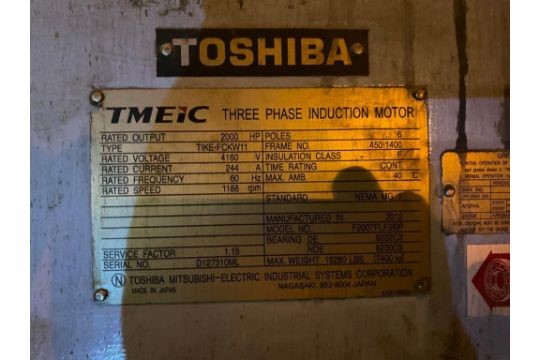 TOSHIBA
TMEIC THREE PHASE INDUCTION MOTOR
RATED OUTPUT 2000 HP POLES 6
TYPE TIKE-FCKW11 FRAME NO. 450-1400
RATED VOLTAGE 4160 V INSULATION CLASS
RATED CURRENT 244 A TIME RATING CONT.
RATED FREQUENCY 60 Hz MAX. AMB. 40 °C
RATED SPEED 1188 rpm
STANDARD NEMA MG 1
MANUFACTURED IN 2012
MODEL NO. F2007FLF3I0P
BEARING DE 6232C3
SERVICE FACTOR 1.15 NDE 6230C3
SERIAL NO. D127310ML MAX. WEIGHT 16280 LBS (7400 kg)
N TOSHIBA MITSUBISHI-ELECTRIC INDUSTRIAL SYSTEMS CORPORATION
MADE IN JAPAN NAGASAKI 852-8004 JAPAN